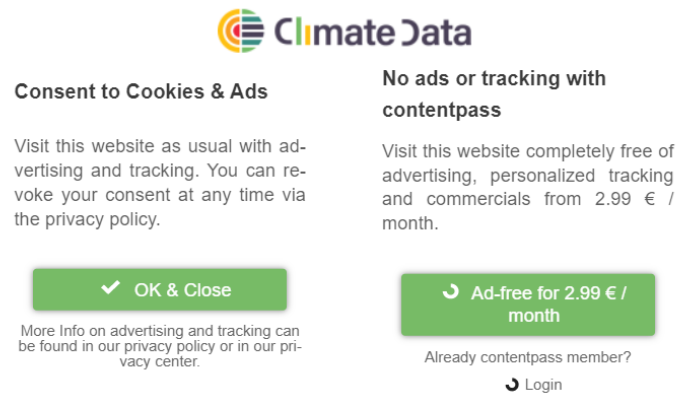 Climate Data
Consent to Cookies & Ads
Visit this website as usual with ad-
vertising and tracking. You can re-
voke your consent at any time via
the privacy policy.
OK & Close
More Info on advertising and tracking can
be found in our privacy policy or in our pri-
vacy center.
No ads or tracking with
contentpass
Visit this website completely free of
advertising, personalized tracking
and commercials from 2.99 € /
month.
Ad-free for 2.99 € /
month
Already contentpass member?
Login